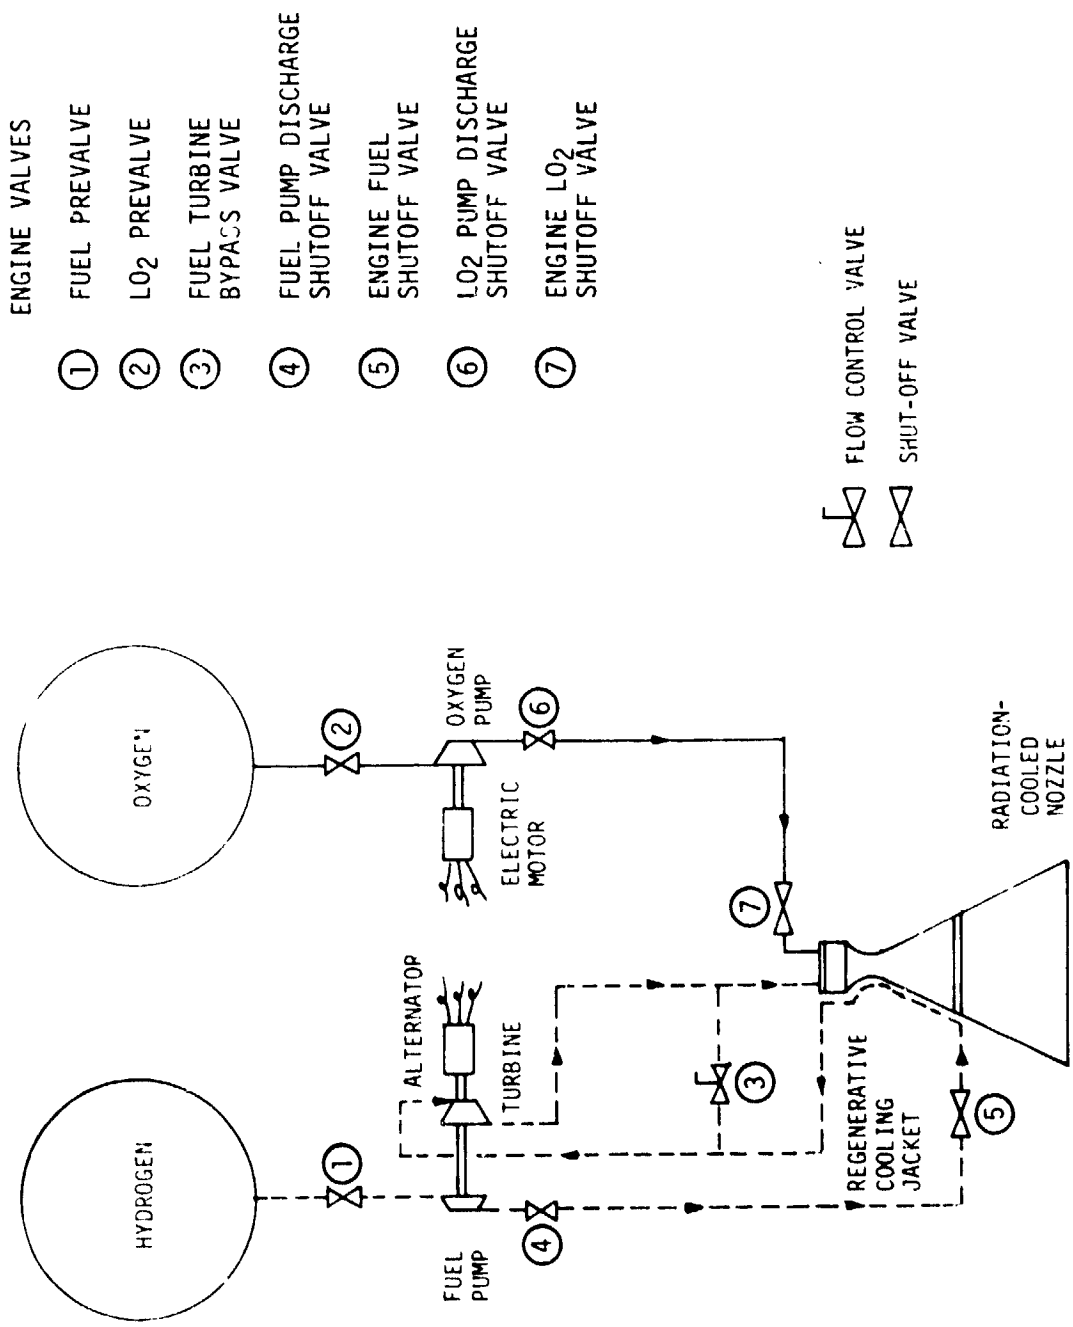 ENGINE VALVES
1 FUEL PREVALVE
2 LO2 PREVALVE
3 FUEL TURBINE
BYPASS VALVE
4 FUEL PUMP DISCHARGE
SHUTOFF VALVE
5 ENGINE FUEL
SHUTOFF VALVE
6 LO2 PUMP DISCHARGE
SHUTOFF VALVE
7 ENGINE LO2
SHUTOFF VALVE
FLOW CONTROL VALVE
SHUT-OFF VALVE
HYDROGEN
OXYGEN
1
2
FUEL
PUMP
ALTERNATOR
TURBINE
ELECTRIC
MOTOR
OXYGEN
PUMP
4
6
3
7
REGENERATIVE
COOLING
JACKET
5
RADIATION-
COOLED
NOZZLE